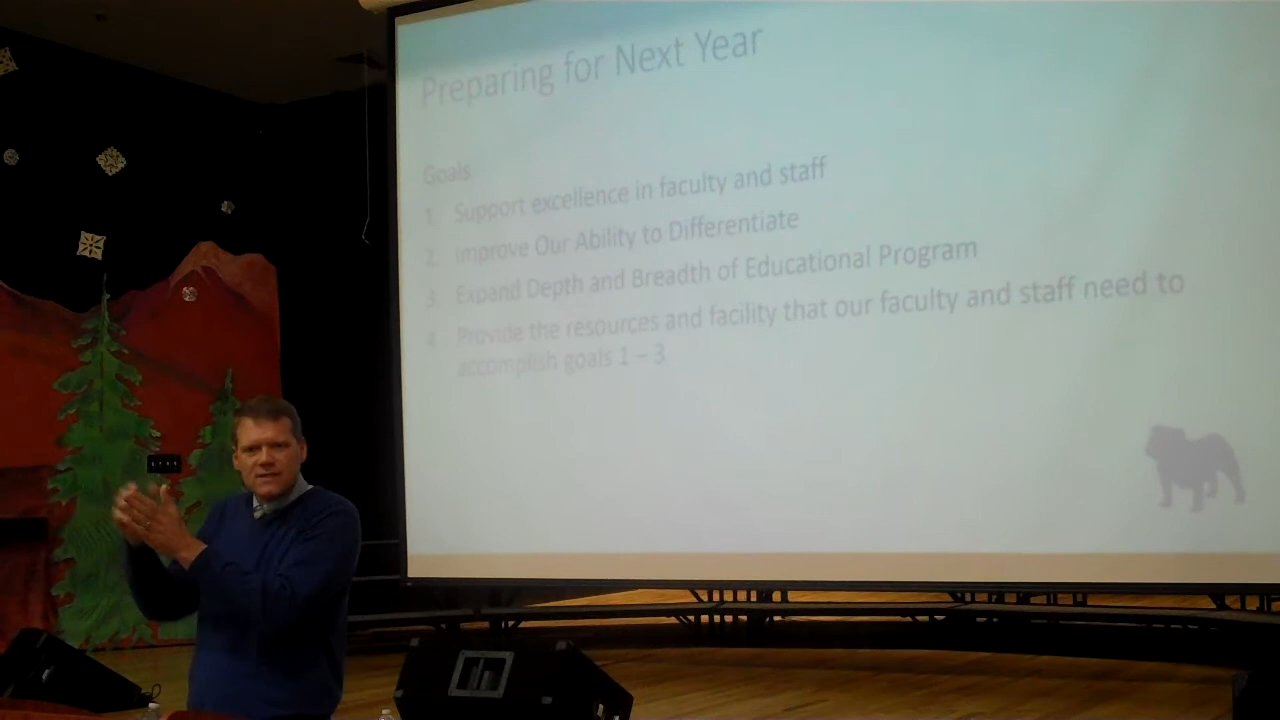 Preparing for Next Year
Goals
1. Support excellence in faculty and staff
2. Improve Our Ability to Differentiate
3. Expand Depth and Breadth of Educational Program
4. Provide the resources and facility that our faculty and staff need to
accomplish goals 1 – 3